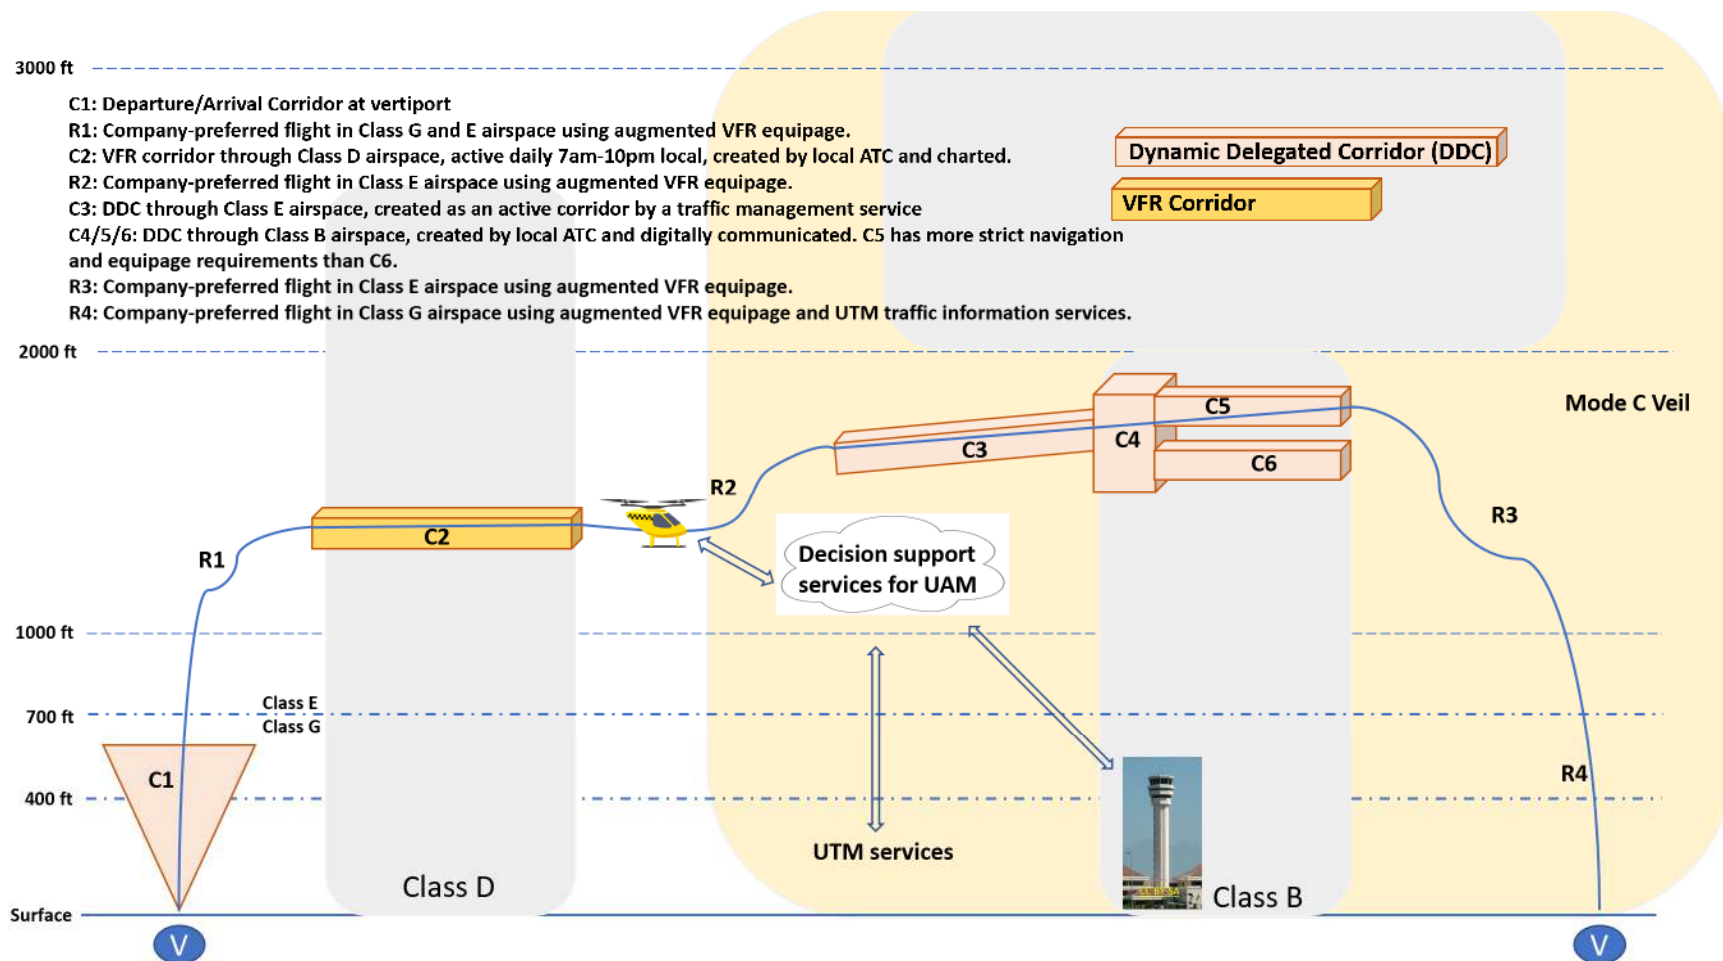 3000 ft
C1: Departure/Arrival Corridor at vertiport
R1: Company-preferred flight in Class G and E airspace using augmented VFR equipage.
C2: VFR corridor through Class D airspace, active daily 7am-10pm local, created by local ATC and charted.
R2: Company-preferred flight in Class E airspace using augmented VFR equipage.
C3: DDC through Class E airspace, created as an active corridor by a traffic management service
C4/5/6: DDC through Class B airspace, created by local ATC and digitally communicated. C5 has more strict navigation
and equipage requirements than C6.
R3: Company-preferred flight in Class E airspace using augmented VFR equipage.
R4: Company-preferred flight in Class G airspace using augmented VFR equipage and UTM traffic information services.
Dynamic Delegated Corridor (DDC)
VFR Corridor
2000 ft
Mode C Veil
C5
C4
C3
C6
R2
R3
C2
R1
Decision support
services for UAM
1000 ft
Class E
700 ft
Class G
C1
R4
400 ft
UTM services
Class D
CC BY-SA
Class B
Surface
V
V